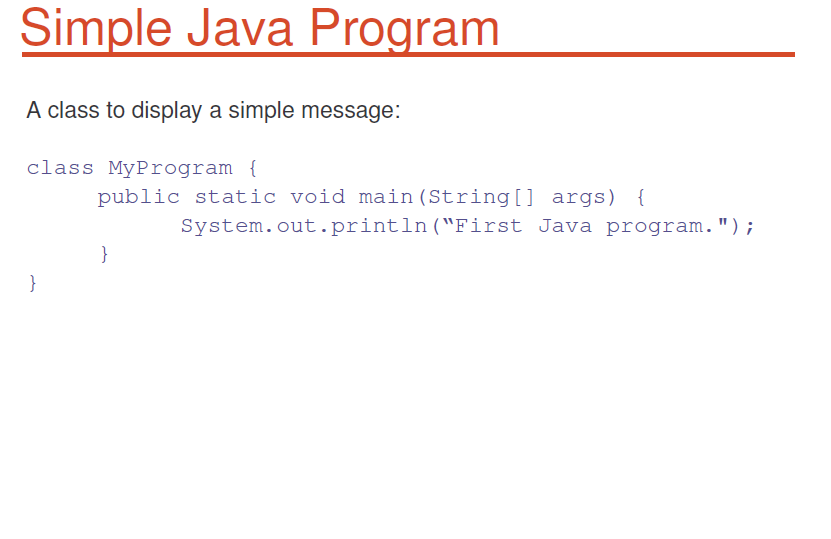 Simple Java Program
A class to display a simple message:
class MyProgram {
public static void main(String[] args) {
System.out.println(“First Java program.");
}
}